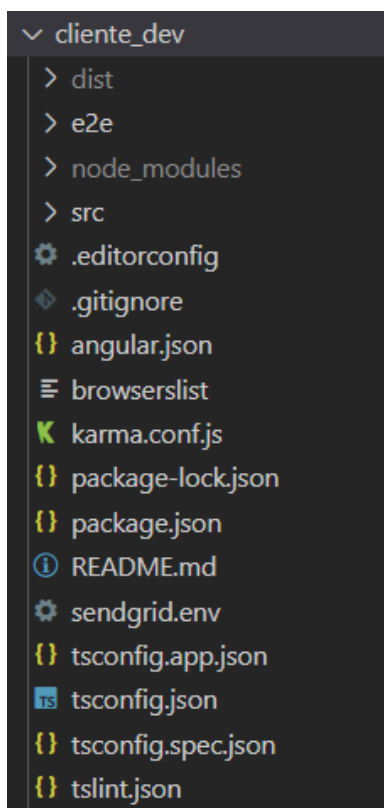 cliente_dev
dist
e2e
node_modules
src
.editorconfig
.gitignore
angular.json
browserslist
karma.conf.js
package-lock.json
package.json
README.md
sendgrid.env
tsconfig.app.json
tsconfig.json
tsconfig.spec.json
tslint.json